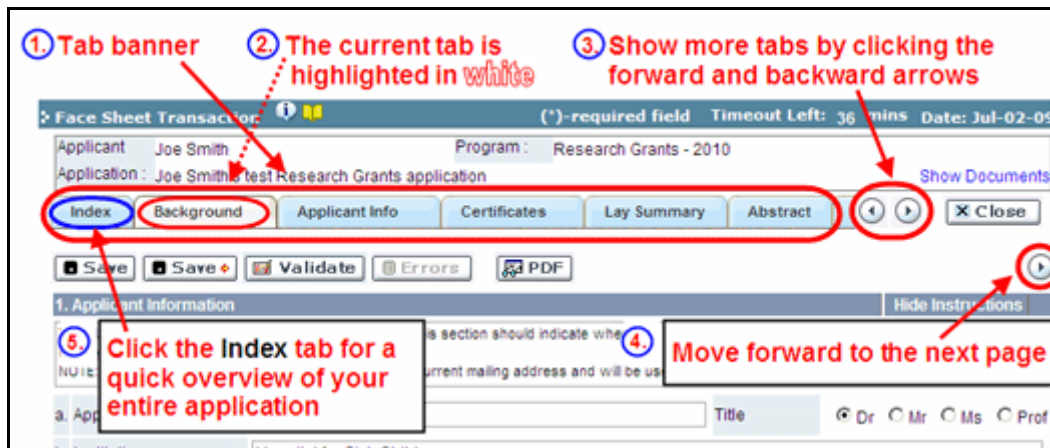 1. Tab banner
2. The current tab is
highlighted in white
3. Show more tabs by clicking the
forward and backward arrows
Face Sheet Transaction (*)-required field Timeout Left: 36 mins Date: Jul-02-09
Applicant Joe Smith Program : Research Grants - 2010
Application : Joe Smith's test Research Grants application Show Documents
Index Background Applicant Info Certificates Lay Summary Abstract Close
Save Save Validate Errors PDF
1. Applicant Information Hide Instructions
5. Click the Index tab for a
quick overview of your
entire application
is section should indicate
4. Move forward to the next page
NOTE: urrent mailing address and will be
a. Title Dr Mr Ms Prof